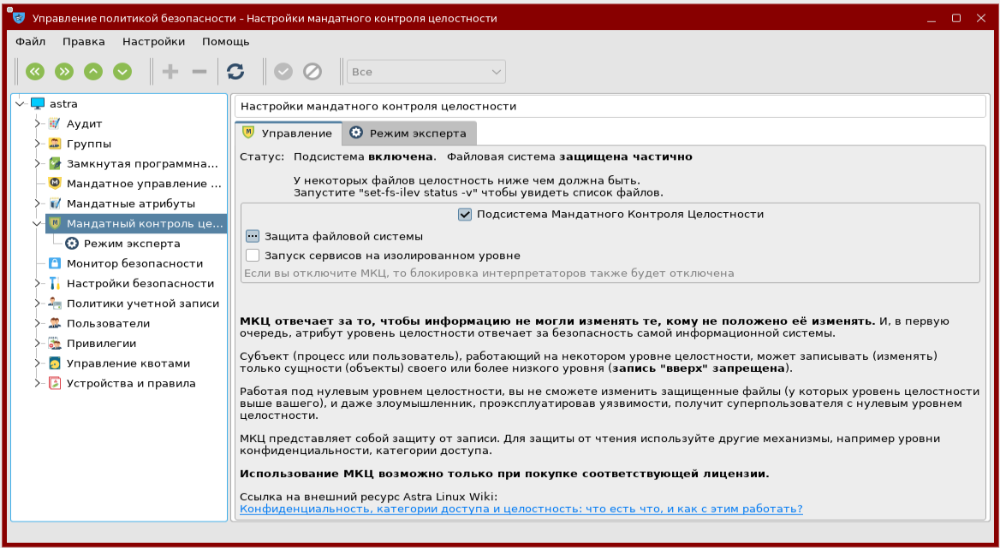 Управление политикой безопасности – Настройки мандатного контроля целостности
Файл Правка Настройки Помощь
Все
astra
Аудит
Группы
Замкнутая программна...
Мандатное управление ...
Мандатные атрибуты
Мандатный контроль це...
Режим эксперта
Монитор безопасности
Настройки безопасности
Политики учетной записи
Пользователи
Привилегии
Управление квотами
Устройства и правила
Настройки мандатного контроля целостности
Управление Режим эксперта
Статус: Подсистема включена. Файловая система защищена частично
У некоторых файлов целостность ниже чем должна быть.
Запустите "set-fs-ilev status -v" чтобы увидеть список файлов.
Подсистема Мандатного Контроля Целостности
Защита файловой системы
Запуск сервисов на изолированном уровне
Если вы отключите МКЦ, то блокировка интерпретаторов также будет отключена
МКЦ отвечает за то, чтобы информацию не могли изменять те, кому не положено её изменять. И, в первую
очередь, атрибут уровень целостности отвечает за безопасность самой информационной системы.
Субъект (процесс или пользователь), работающий на некотором уровне целостности, может записывать (изменять)
только сущности (объекты) своего или более низкого уровня (запись "вверх" запрещена).
Работая под нулевым уровнем целостности, вы не сможете изменить защищенные файлы (у которых уровень целостности
выше вашего), и даже злоумышленник, проэксплуатировав уязвимости, получит суперпользователя с нулевым уровнем
целостности.
МКЦ представляет собой защиту от записи. Для защиты от чтения используйте другие механизмы, например уровни
конфиденциальности, категории доступа.
Использование МКЦ возможно только при покупке соответствующей лицензии.
Ссылка на внешний ресурс Astra Linux Wiki:
Конфиденциальность, категории доступа и целостность: что есть что, и как с этим работать?